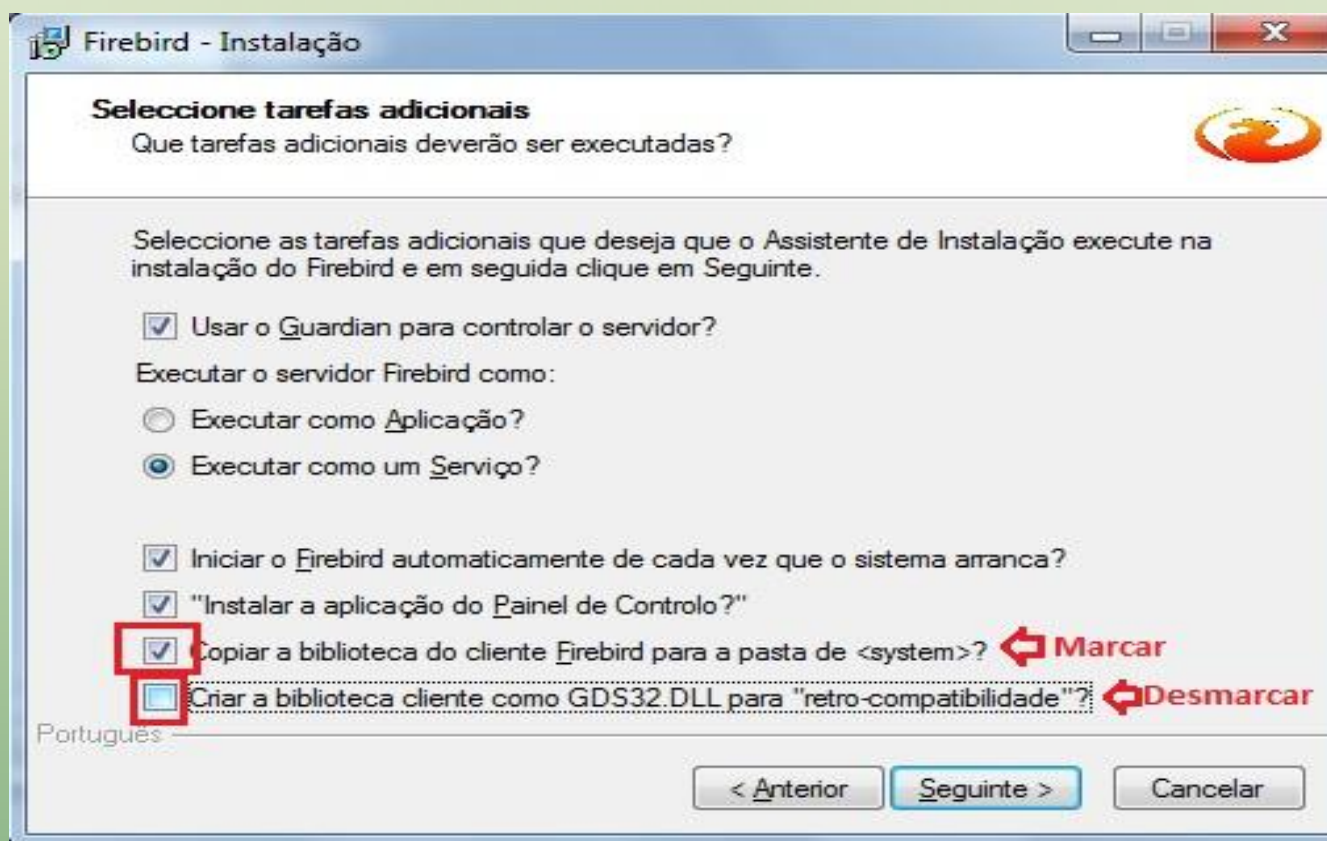 Firebird - Instalação
Seleccione tarefas adicionais
Que tarefas adicionais deverão ser executadas?
Seleccione as tarefas adicionais que deseja que o Assistente de Instalação execute na
instalação do Firebird e em seguida clique em Seguinte.
Usar o Guardian para controlar o servidor?
Executar o servidor Firebird como:
Executar como Aplicação?
Executar como um Serviço?
Iniciar o Firebird automaticamente de cada vez que o sistema arranca?
"Instalar a aplicação do Painel de Controlo?"
Copiar a biblioteca do cliente Firebird para a pasta de <system>? Marcar
Criar a biblioteca cliente como GDS32.DLL para "retro-compatibilidade"? Desmarcar
Português
< Anterior Seguinte > Cancelar